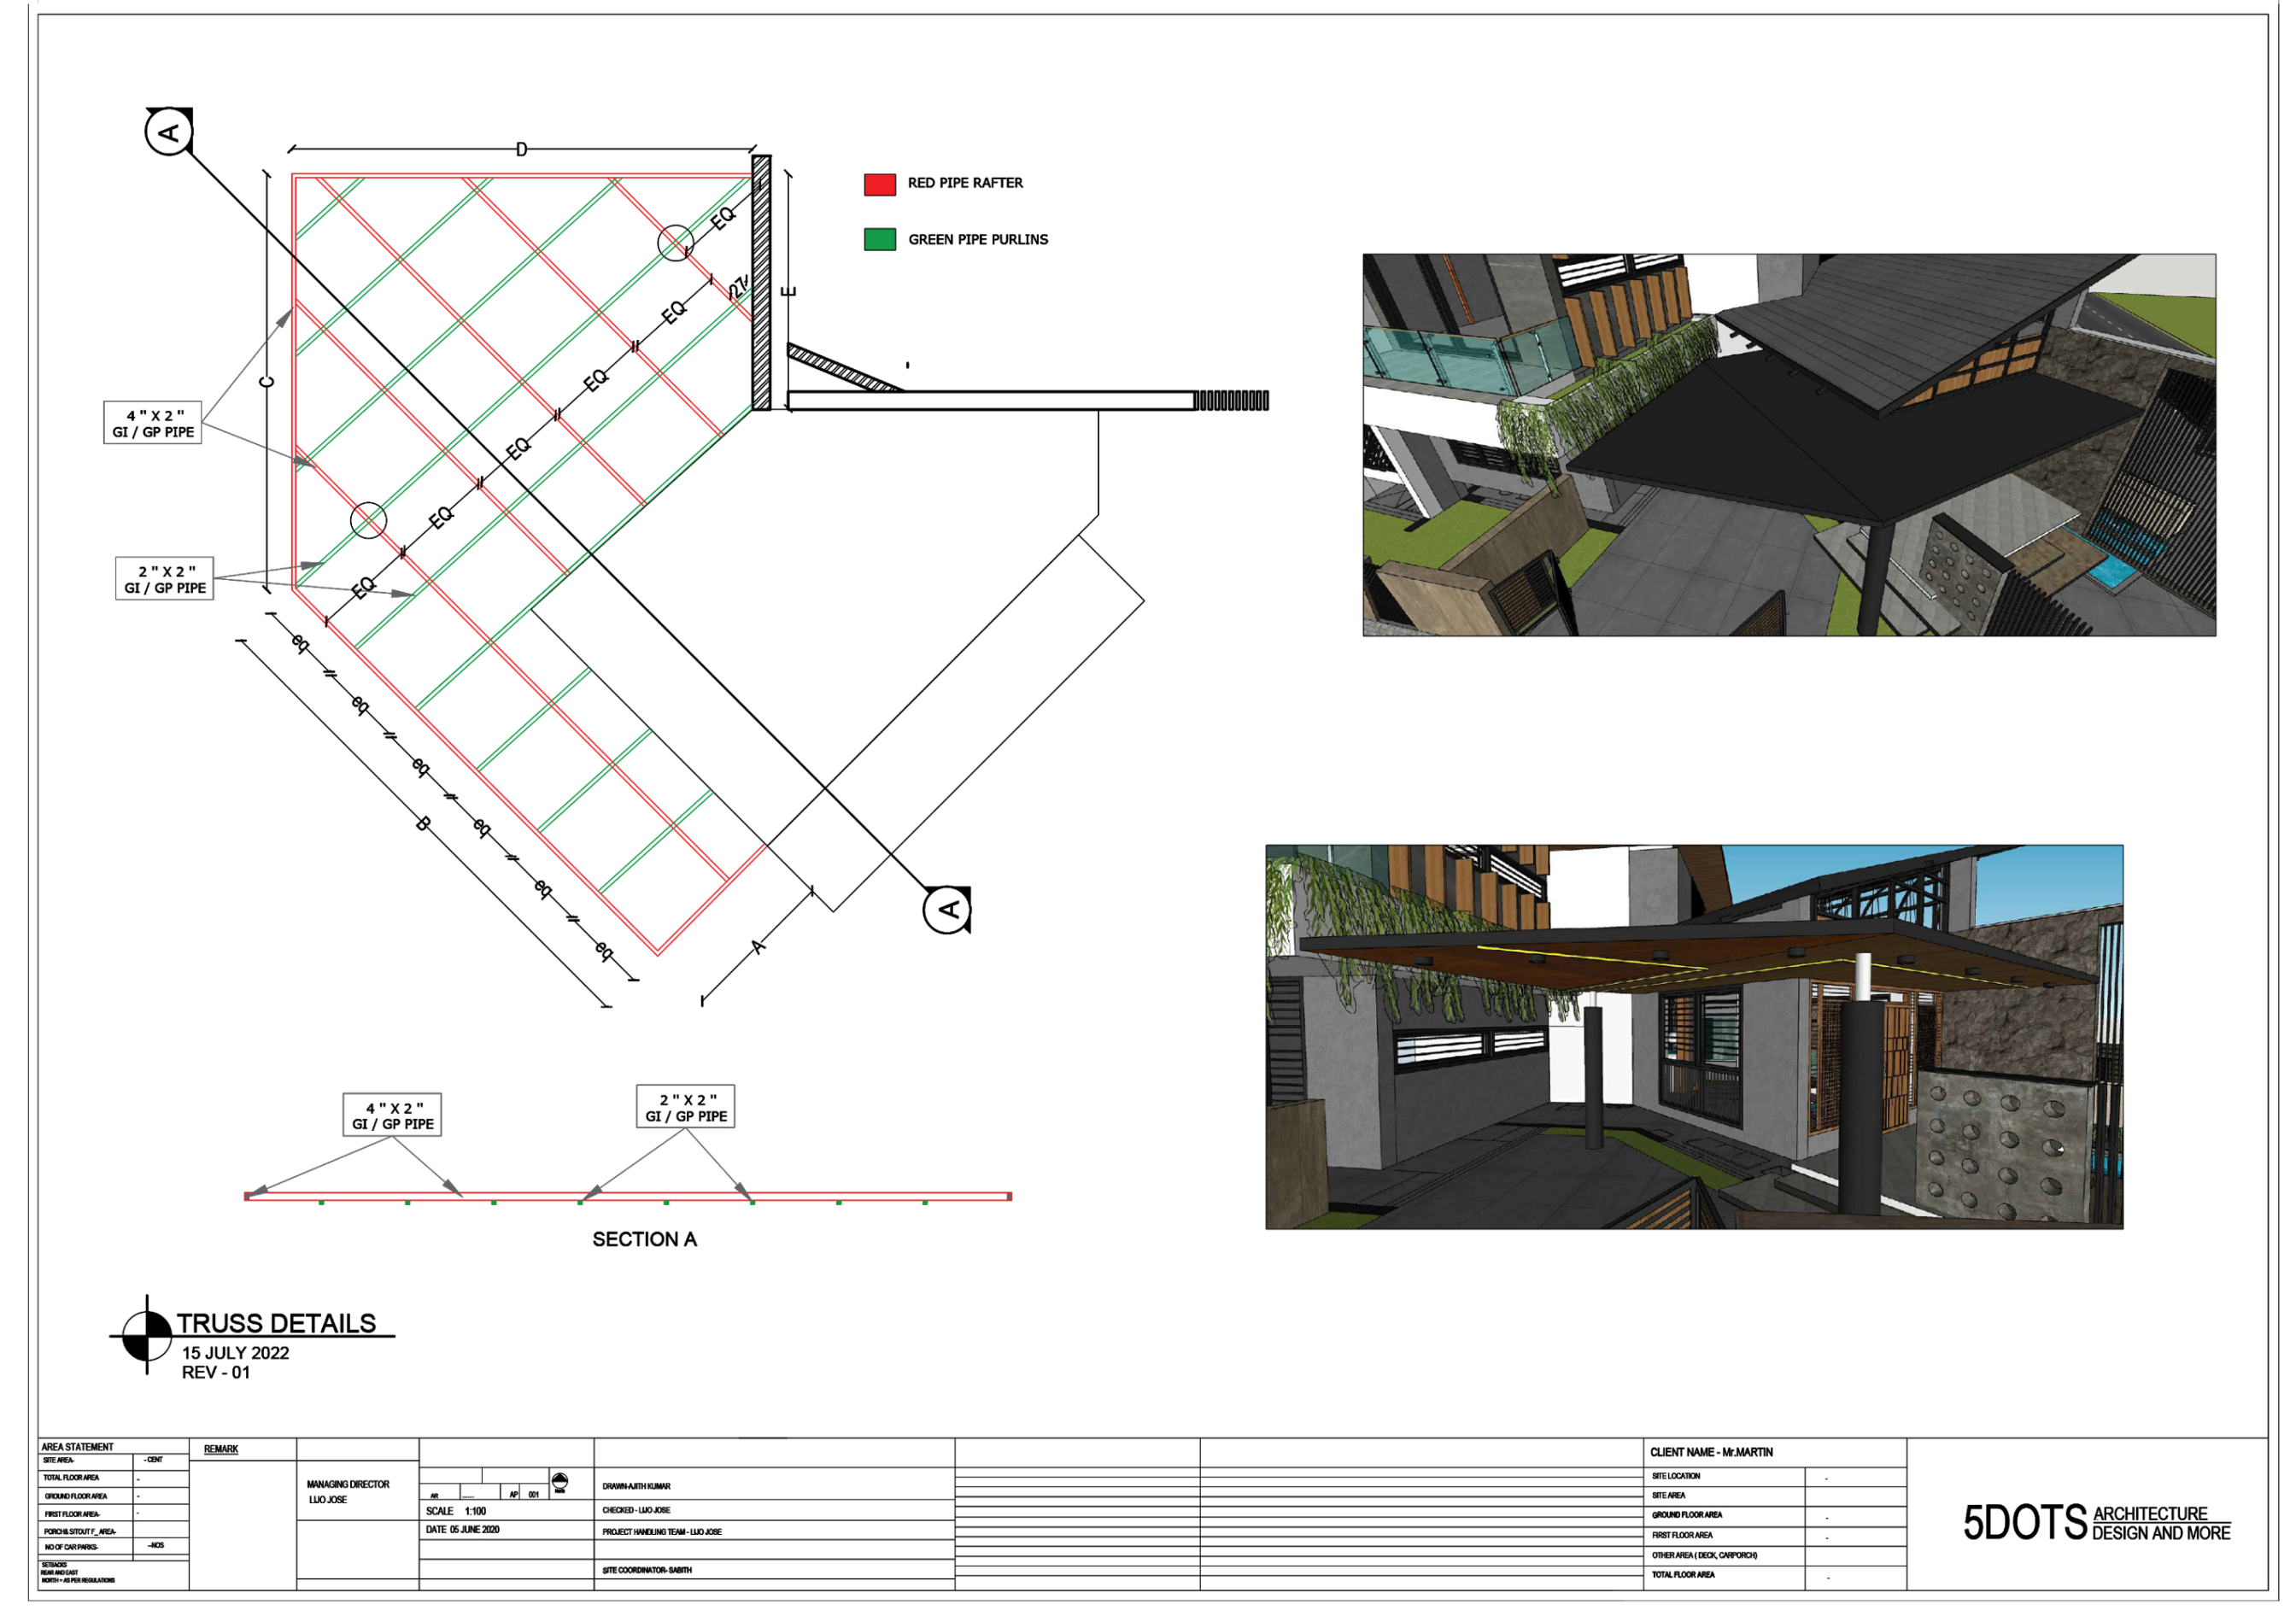 A
D
RED PIPE RAFTER
GREEN PIPE PURLINS
EQ
27
E
EQ
EQ
C
4 " X 2 "
GI / GP PIPE
EQ
EQ
2 " X 2 "
GI / GP PIPE
EQ
eq
eq
eq
B
eq
eq
eq
A
A
4 " X 2 "
GI / GP PIPE
2 " X 2 "
GI / GP PIPE
SECTION A
TRUSS DETAILS
15 JULY 2022
REV - 01
AREA STATEMENT
SITE AREA-
- CENT
TOTAL FLOOR AREA
-
GROUND FLOOR AREA
-
FIRST FLOOR AREA-
-
PORCH& SITOUT F_ AREA-
NO OF CAR PARKS-
--NOS
SETBACKS
REAR AND EAST
NORTH = AS PER REGULATIONS
REMARK
MANAGING DIRECTOR
LIJO JOSE
AR
AP 001
SCALE 1:100
DATE 05 JUNE 2020
DRAWN-AJITH KUMAR
CHECKED - LIJO JOSE
PROJECT HANDLING TEAM - LIJO JOSE
SITE COORDINATOR- SABITH
CLIENT NAME - Mr.MARTIN
SITE LOCATION
-
SITE AREA
GROUND FLOOR AREA
-
FIRST FLOOR AREA
-
OTHER AREA ( DECK, CARPORCH)
TOTAL FLOOR AREA
-
5DOTS ARCHITECTURE
DESIGN AND MORE